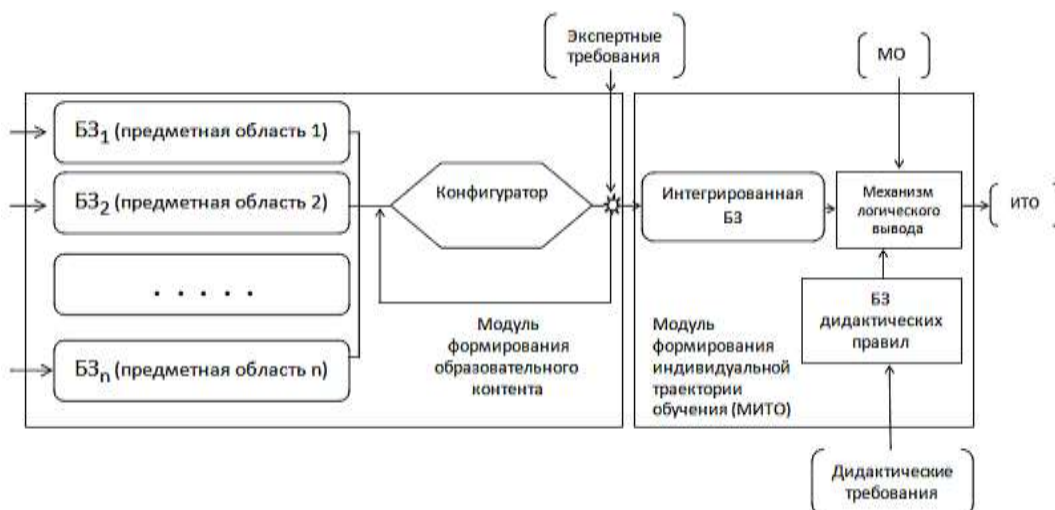 Экспертные
требования
МО
БЗ1 (предметная область 1)
БЗ2 (предметная область 2)
. . . . .
БЗn (предметная область n)
Конфигуратор
Модуль
формирования
образовательного
контента
Интегрированная
БЗ
Механизм
логического
вывода
ИТО
БЗ
дидактических
правил
Модуль
формирования
индивидуальной
траектории
обучения (МИТО)
Дидактические
требования